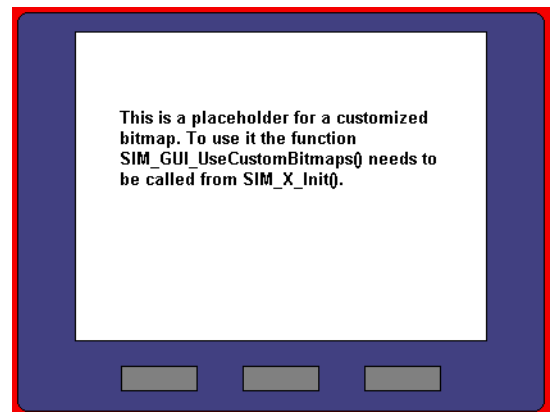 This is a placeholder for a customized
bitmap. To use it the function
SIM_GUI_UseCustomBitmaps() needs to
be called from SIM_X_Init().